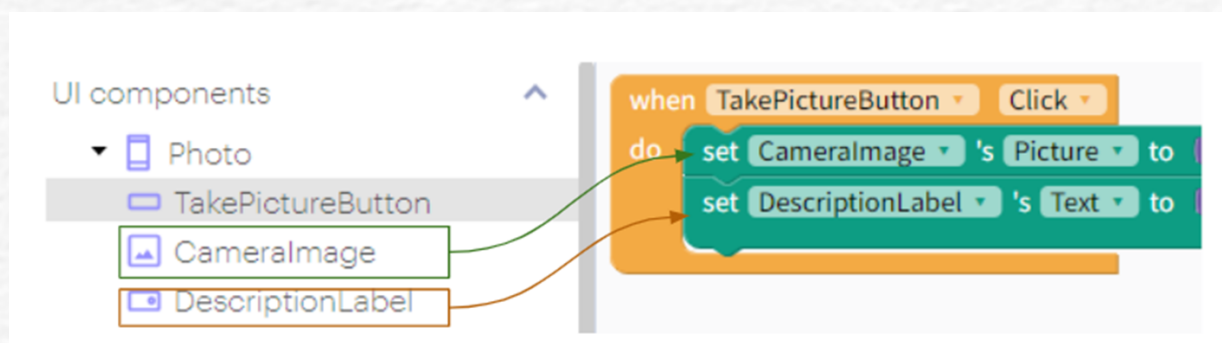 UI components
Photo
TakePictureButton
CameraImage
DescriptionLabel
when TakePictureButton Click
do set CameraImage 's Picture to
set DescriptionLabel 's Text to